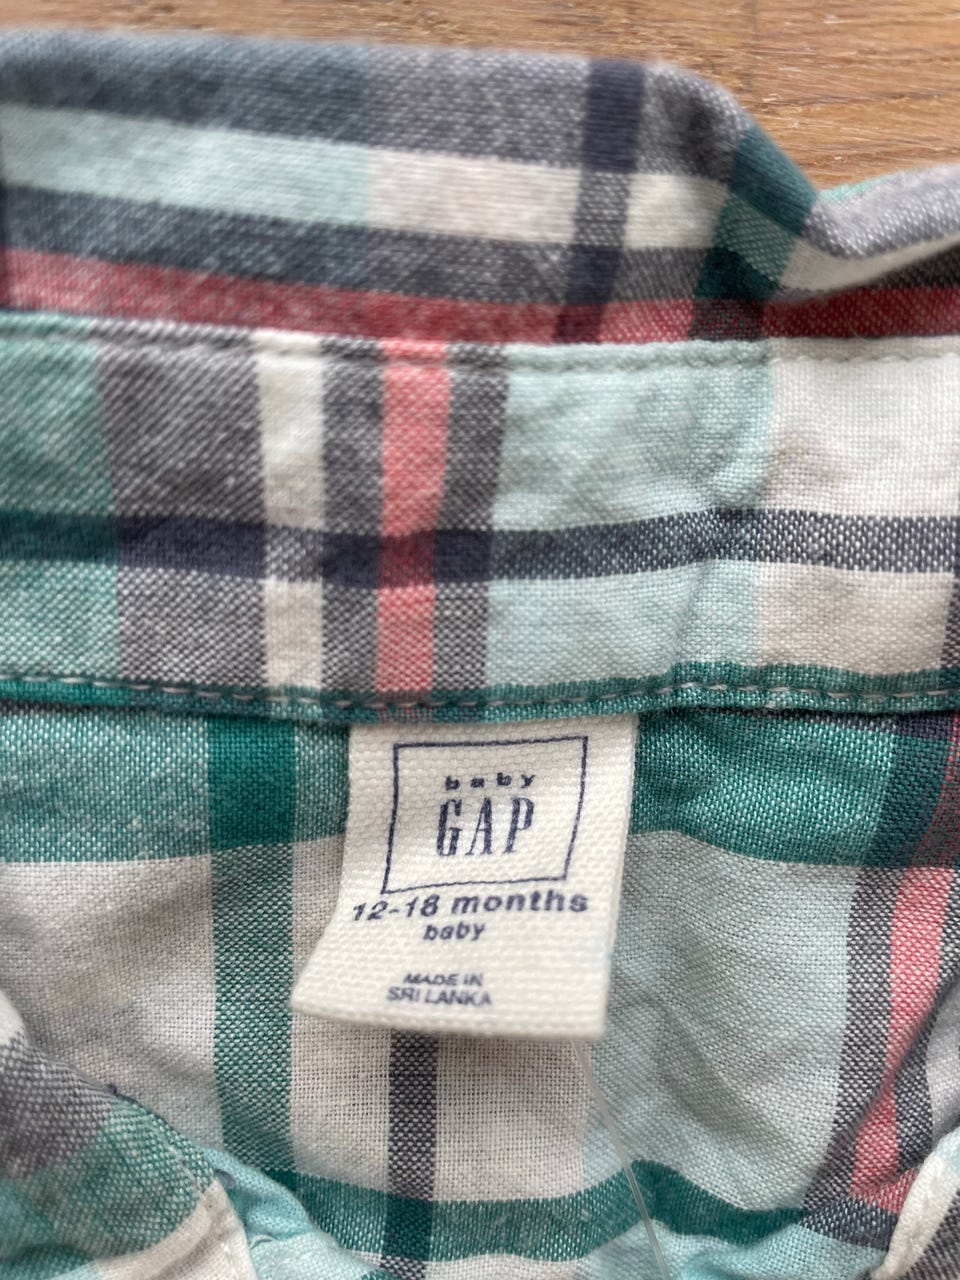 baby
GAP
12-18 months
baby
MADE IN
SRI LANKA